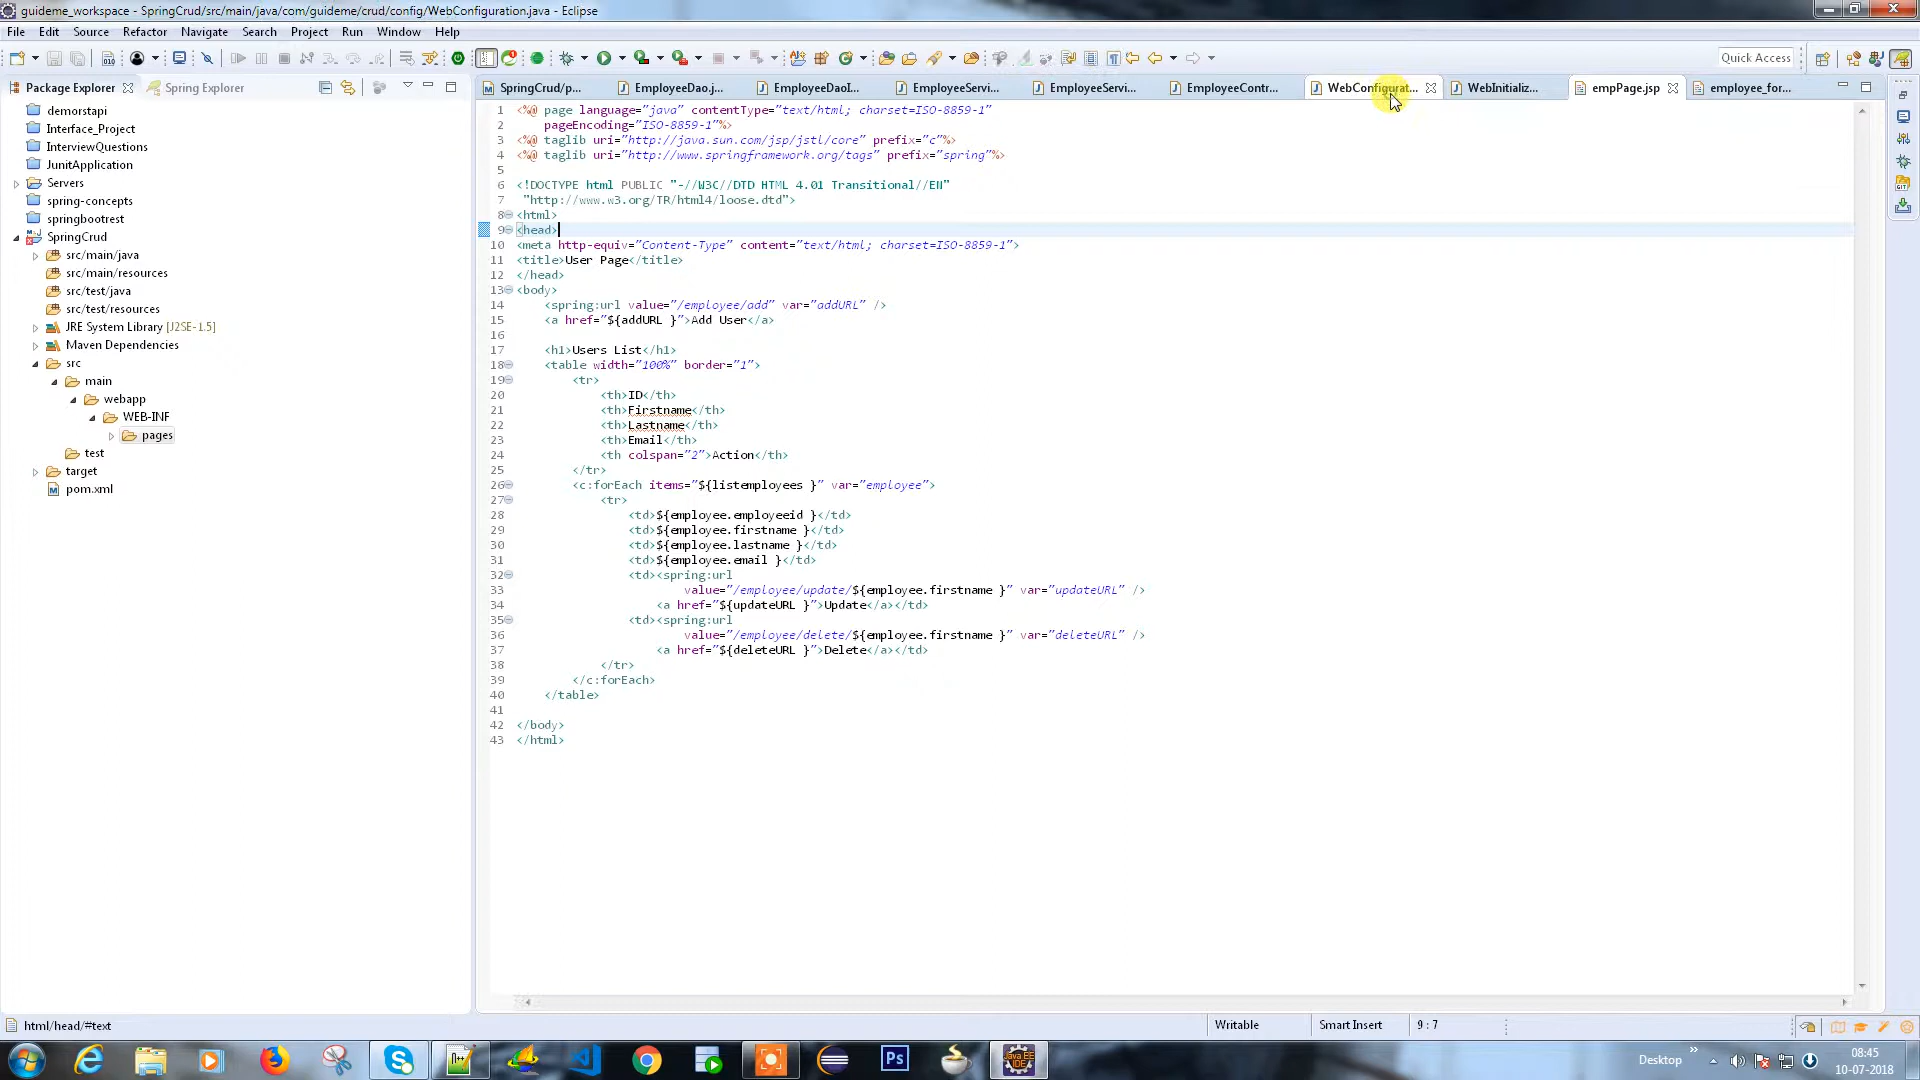 guideme_workspace - SpringCrud/src/main/java/com/guideme/crud/config/WebConfiguration.java - Eclipse
File Edit Source Refactor Navigate Search Project Run Window Help
Quick Access
Package Explorer Spring Explorer
SpringCrud/p... EmployeeDao.j... EmployeeDaoI... EmployeeServi... EmployeeServi... EmployeeContr... WebConfigurat... WebInitializ... empPage.jsp employee_for...
demorstapi
Interface_Project
InterviewQuestions
JunitApplication
Servers
spring-concepts
springbootrest
SpringCrud
src/main/java
src/main/resources
src/test/java
src/test/resources
JRE System Library [J2SE-1.5]
Maven Dependencies
src
main
webapp
WEB-INF
pages
test
target
pom.xml
1 <%@ page language="java" contentType="text/html; charset=ISO-8859-1"
2 pageEncoding="ISO-8859-1"%>
3 <%@ taglib uri="http://java.sun.com/jsp/jstl/core" prefix="c"%>
4 <%@ taglib uri="http://www.springframework.org/tags" prefix="spring"%>
5
6 <!DOCTYPE html PUBLIC "-//W3C//DTD HTML 4.01 Transitional//EN"
7 "http://www.w3.org/TR/html4/loose.dtd">
8 <html>
9 <head>
10 <meta http-equiv="Content-Type" content="text/html; charset=ISO-8859-1">
11 <title>User Page</title>
12 </head>
13 <body>
14 <spring:url value="/employee/add" var="addURL" />
15 <a href="${addURL }">Add User</a>
16
17 <h1>Users List</h1>
18 <table width="100%" border="1">
19 <tr>
20 <th>ID</th>
21 <th>Firstname</th>
22 <th>Lastname</th>
23 <th>Email</th>
24 <th colspan="2">Action</th>
25 </tr>
26 <c:forEach items="${listemployees }" var="employee">
27 <tr>
28 <td>${employee.employeeid }</td>
29 <td>${employee.firstname }</td>
30 <td>${employee.lastname }</td>
31 <td>${employee.email }</td>
32 <td><spring:url
33 value="/employee/update/${employee.firstname }" var="updateURL" />
34 <a href="${updateURL }">Update</a></td>
35 <td><spring:url
36 value="/employee/delete/${employee.firstname }" var="deleteURL" />
37 <a href="${deleteURL }">Delete</a></td>
38 </tr>
39 </c:forEach>
40 </table>
41
42 </body>
43 </html>
html/head/#text Writable Smart Insert 9 : 7
Ps
Java EE
IDE
Desktop
08:45
10-07-2018